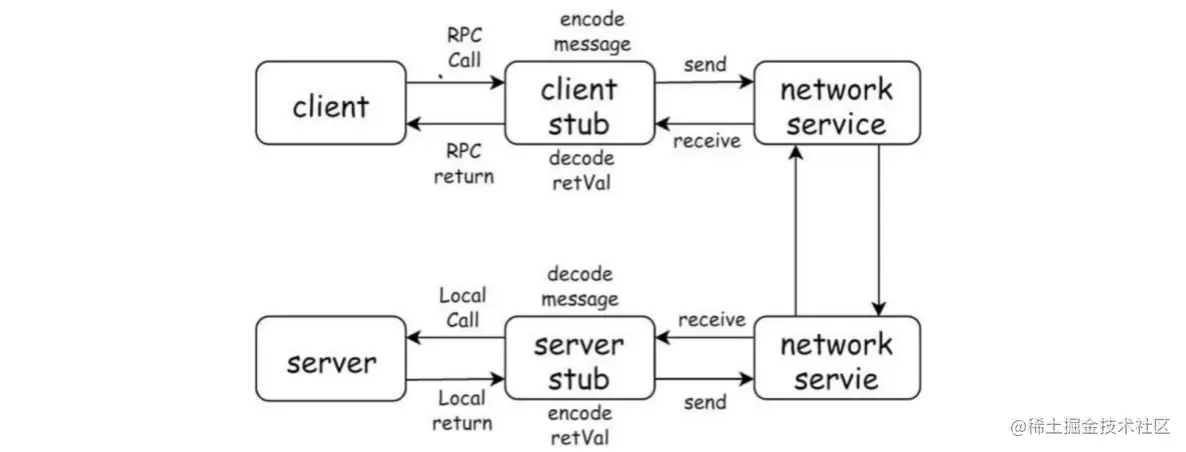 encode
message
RPC
Call
send
client
client
stub
network
service
RPC
return
decode
retVal
receive
decode
message
Local
Call
receive
server
server
stub
network
servie
Local
return
encode
retVal
send
@稀土掘金技术社区